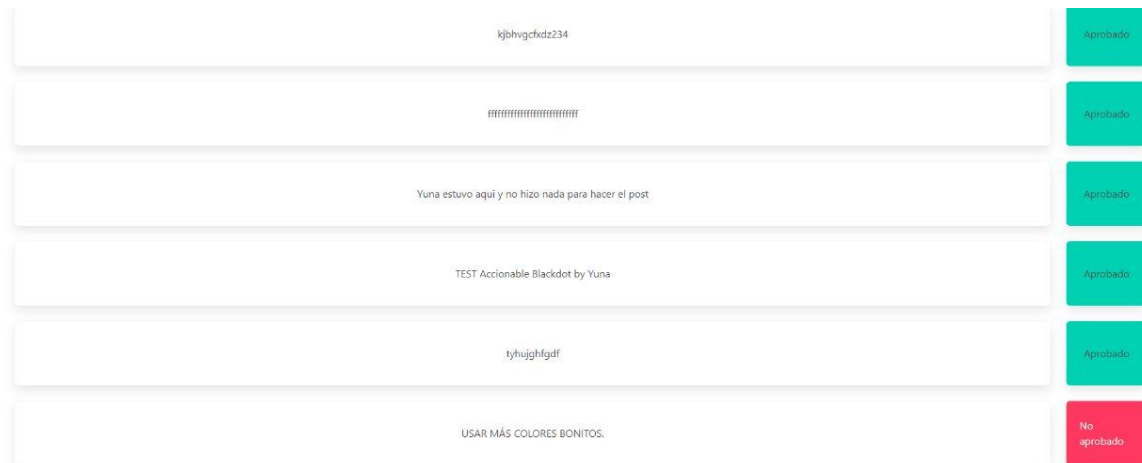 kjbhvgcfxdz234
Aprobado
Aprobado
Yuna estuvo aqui y no hizo nada para hacer el post
Aprobado
TEST Accionable Blackdot by Yuna
Aprobado
tyhujghfgdf
Aprobado
USAR MÁS COLORES BONITOS.
No
aprobado